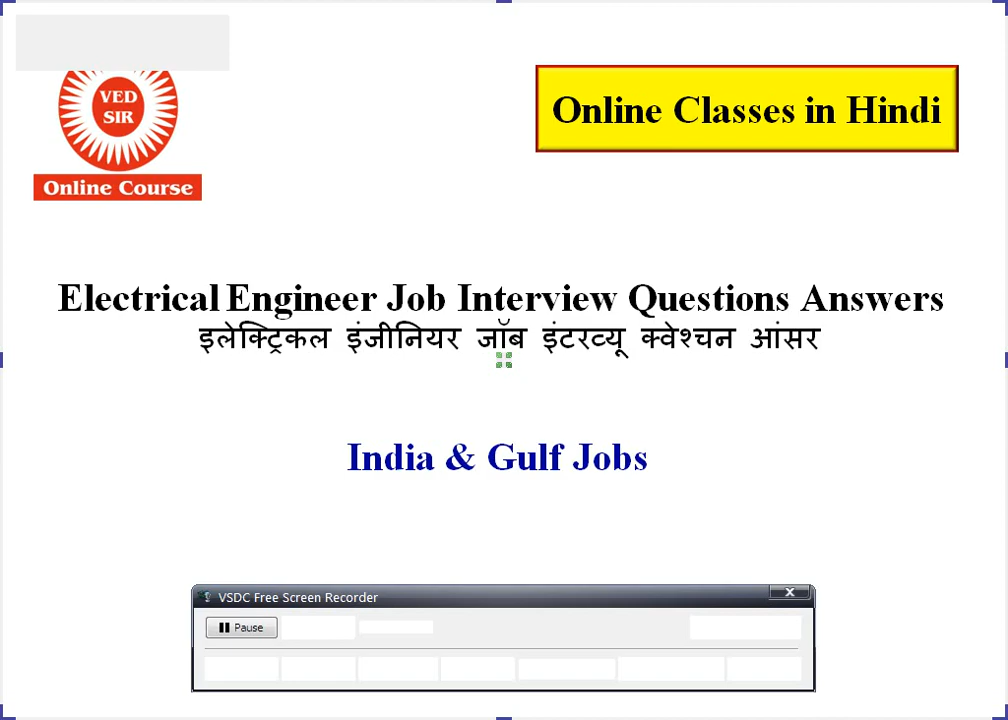 VED
SIR
Online Course
Online Classes in Hindi
Electrical Engineer Job Interview Questions Answers
इलेक्ट्रिकल इंजीनियर जॉब इंटरव्यू क्वेश्चन आंसर
India & Gulf Jobs
VSDC Free Screen Recorder
Pause